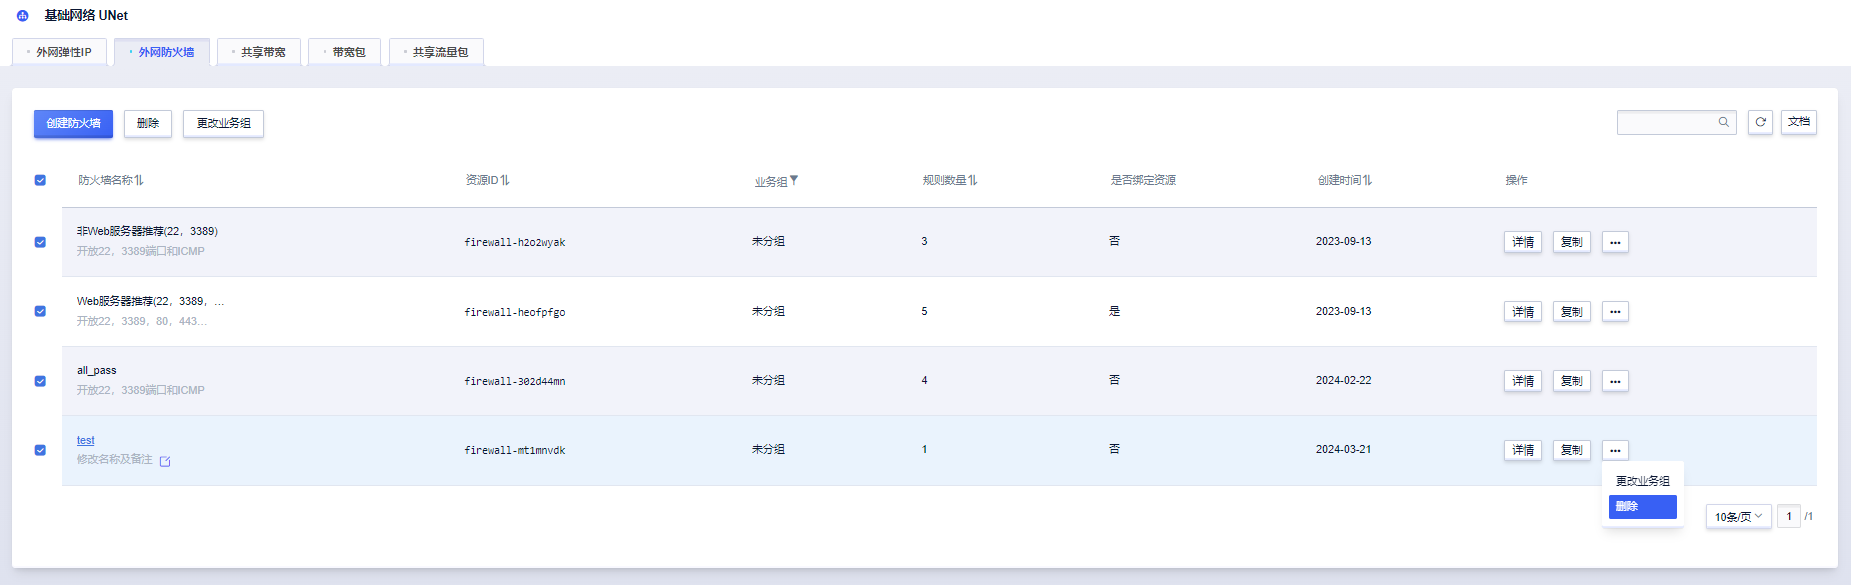 基础网络 UNet
外网弹性IP 外网防火墙 共享带宽 带宽包 共享流量包
创建防火墙 删除 更改业务组 文档
防火墙名称 资源ID 业务组 规则数量 是否绑定资源 创建时间 操作
非Web服务器推荐(22，3389)
开放22，3389端口和ICMP
firewall-h2o2wyak 未分组 3 否 2023-09-13 详情 复制 ...
Web服务器推荐(22，3389，...
开放22，3389，80，443...
firewall-heofpfgo 未分组 5 是 2023-09-13 详情 复制 ...
all_pass
开放22，3389端口和ICMP
firewall-302d44mn 未分组 4 否 2024-02-22 详情 复制 ...
test
修改名称及备注
firewall-mt1mnvdk 未分组 1 否 2024-03-21 详情 复制 ...
更改业务组
删除
10条/页 1 /1